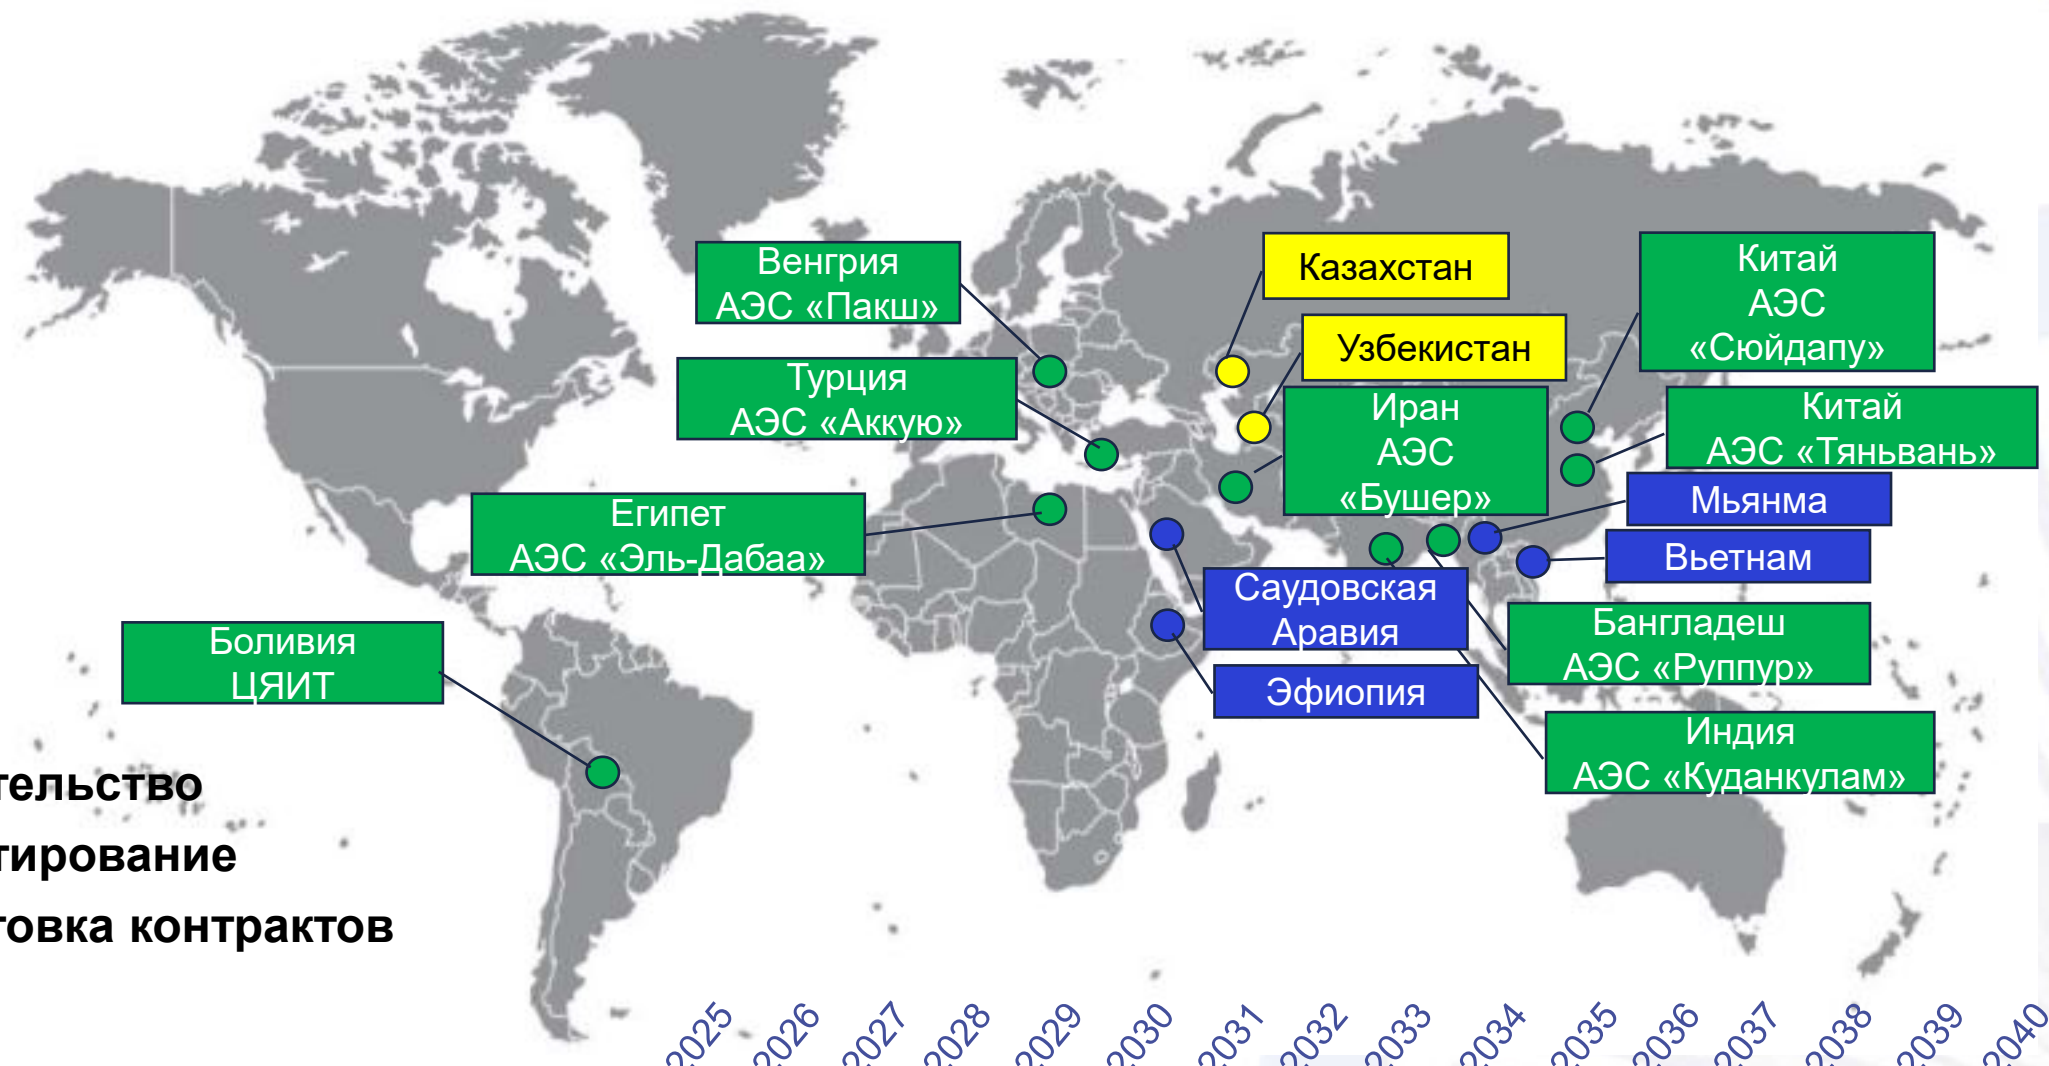 Венгрия
АЭС «Пакш»
Казахстан
Китай
АЭС
«Сюйдапу»
Узбекистан
Турция
АЭС «Аккую»
Иран
АЭС
«Бушер»
Китай
АЭС «Тяньвань»
Египет
АЭС «Эль-Дабаа»
Мьянма
Вьетнам
Саудовская
Аравия
Бангладеш
АЭС «Руппур»
Боливия
ЦЯИТ
Эфиопия
Индия
АЭС «Куданкулам»
тельство
тирование
товка контрактов
2025 2026 2027 2028 2029 2030 2031 2032 2033 2034 2035 2036 2037 2038 2039 2040